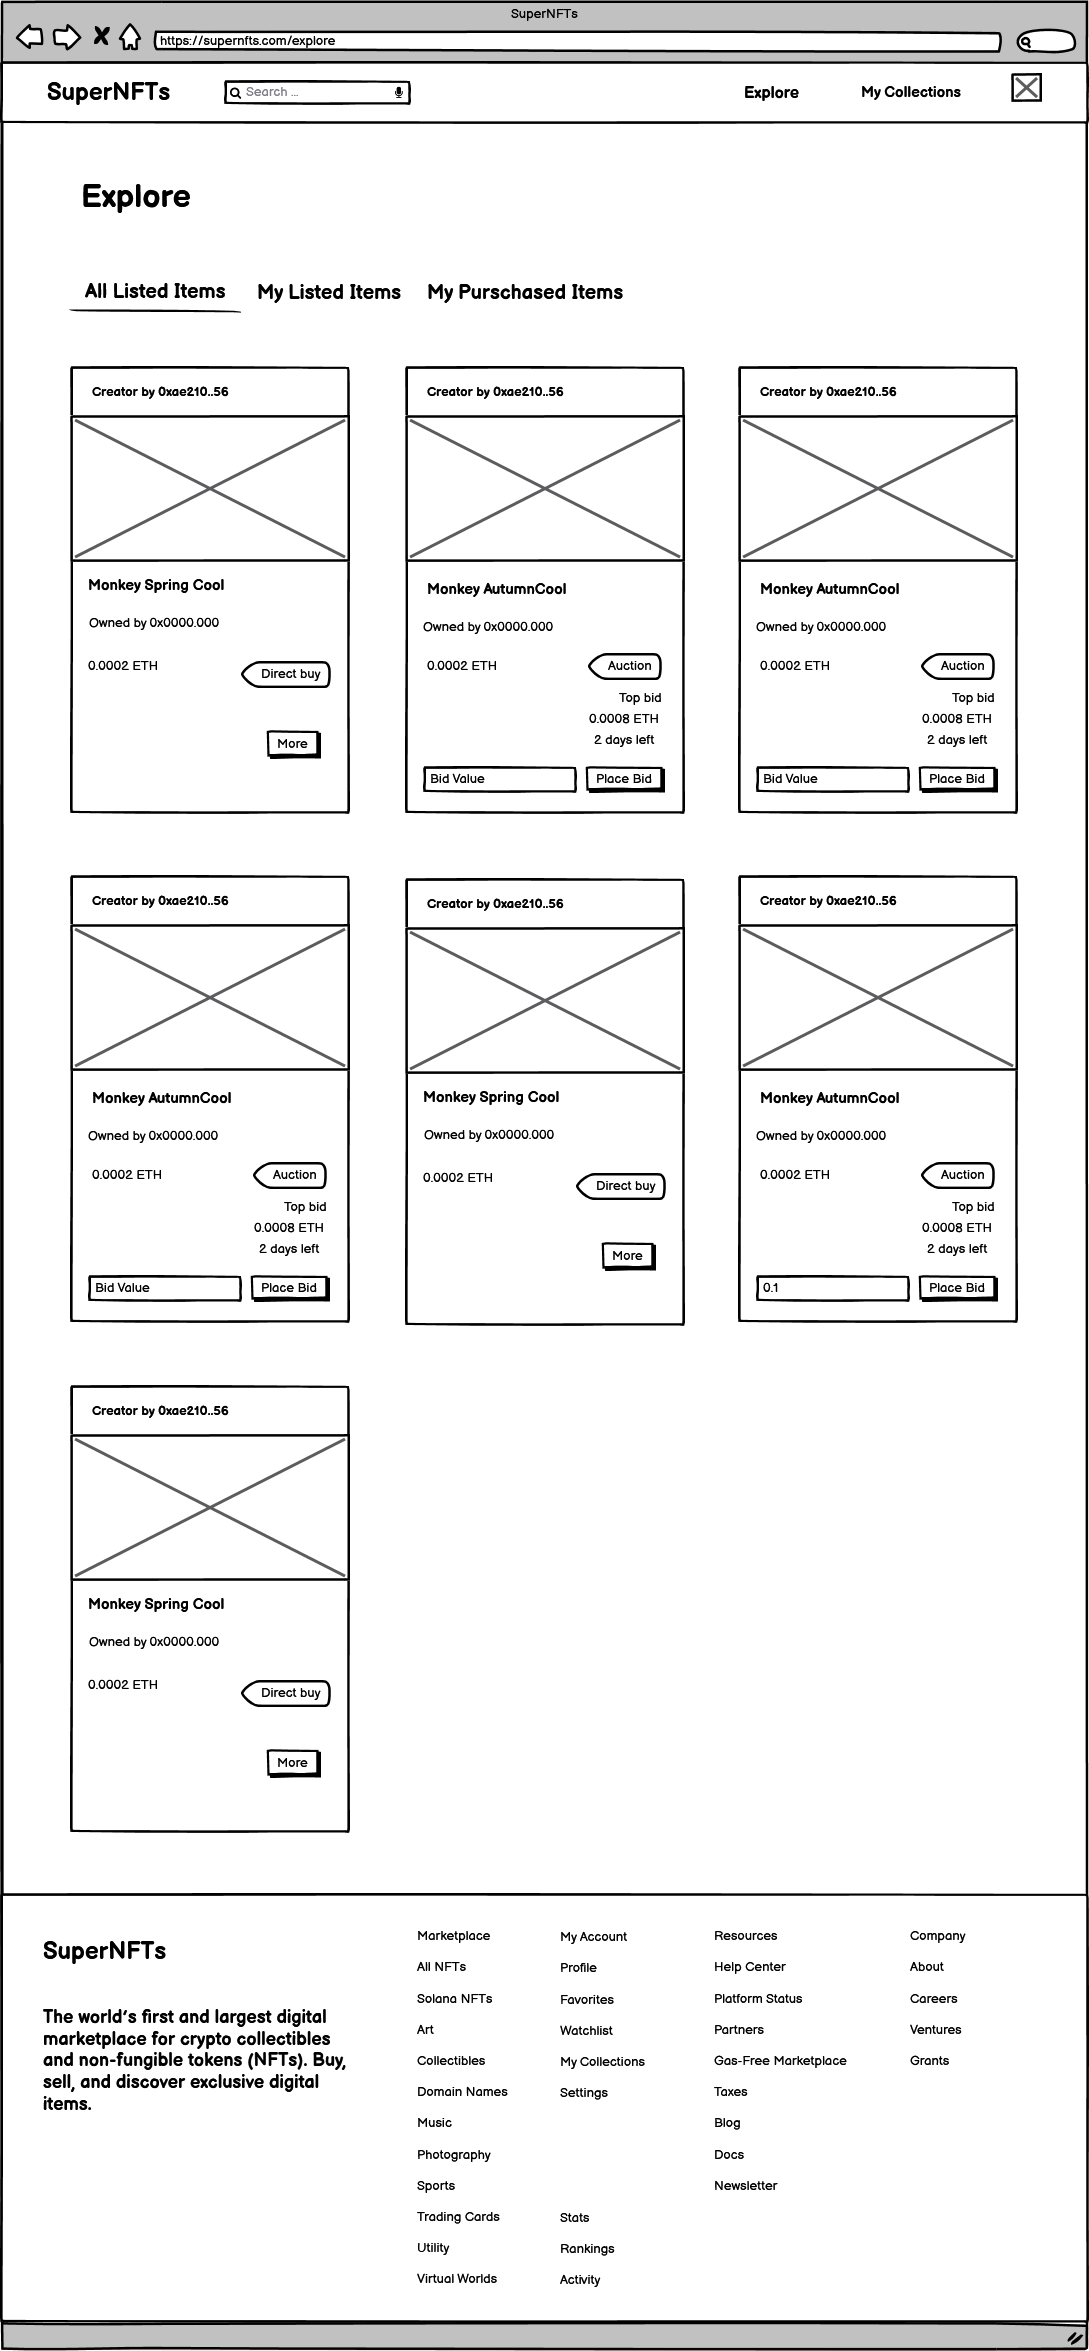 SuperNFTs
https://supernfts.com/explore
SuperNFTs
Search ...
Explore
My Collections
Explore
All Listed Items
My Listed Items
My Purschased Items
Creator by 0xae210..56
Monkey Spring Cool
Owned by 0x0000.000
0.0002 ETH
Direct buy
More
Creator by 0xae210..56
Monkey AutumnCool
Owned by 0x0000.000
0.0002 ETH
Auction
Top bid
0.0008 ETH
2 days left
Bid Value
Place Bid
Creator by 0xae210..56
Monkey AutumnCool
Owned by 0x0000.000
0.0002 ETH
Auction
Top bid
0.0008 ETH
2 days left
Bid Value
Place Bid
Creator by 0xae210..56
Monkey AutumnCool
Owned by 0x0000.000
0.0002 ETH
Auction
Top bid
0.0008 ETH
2 days left
Bid Value
Place Bid
Creator by 0xae210..56
Monkey Spring Cool
Owned by 0x0000.000
0.0002 ETH
Direct buy
More
Creator by 0xae210..56
Monkey AutumnCool
Owned by 0x0000.000
0.0002 ETH
Auction
Top bid
0.0008 ETH
2 days left
0.1
Place Bid
Creator by 0xae210..56
Monkey Spring Cool
Owned by 0x0000.000
0.0002 ETH
Direct buy
More
SuperNFTs
The world's first and largest digital
marketplace for crypto collectibles
and non-fungible tokens (NFTs). Buy,
sell, and discover exclusive digital
items.
Marketplace
All NFTs
Solana NFTs
Art
Collectibles
Domain Names
Music
Photography
Sports
Trading Cards
Utility
Virtual Worlds
My Account
Profile
Favorites
Watchlist
My Collections
Settings
Stats
Rankings
Activity
Resources
Help Center
Platform Status
Partners
Gas-Free Marketplace
Taxes
Blog
Docs
Newsletter
Company
About
Careers
Ventures
Grants